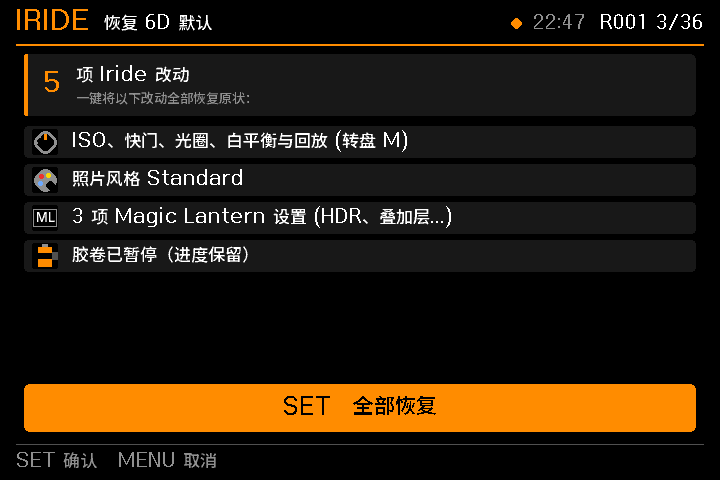 IRIDE 恢复 6D 默认 22:47 R001 3/36
5 项 Iride 改动
一键将以下改动全部恢复原状:
ISO、快门、光圈、白平衡与回放 (转盘 M)
照片风格 Standard
ML 3 项 Magic Lantern 设置 (HDR、叠加层...)
胶卷已暂停（进度保留）
SET 全部恢复
SET 确认 MENU 取消